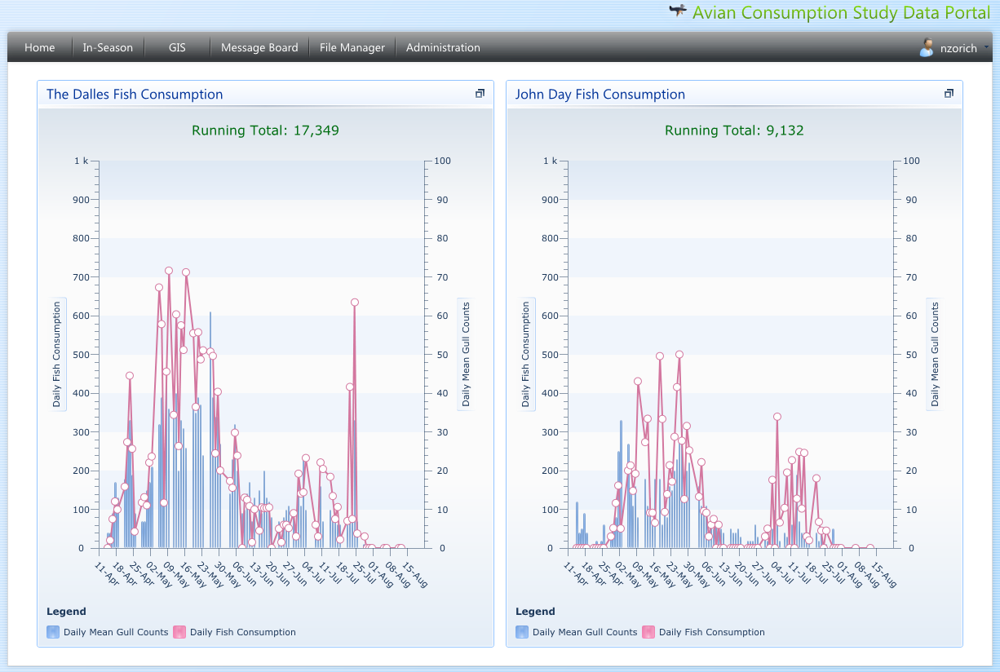 Avian Consumption Study Data Portal
Home In-Season GIS Message Board File Manager Administration nzorich
The Dalles Fish Consumption
Running Total: 17,349
1 k
900
800
700
600
500
400
300
200
100
0
Daily Fish Consumption
100
90
80
70
60
50
40
30
20
10
0
Daily Mean Gull Counts
11-Apr 18-Apr 25-Apr 02-May 09-May 16-May 23-May 30-May 06-Jun 13-Jun 20-Jun 27-Jun 04-Jul 11-Jul 18-Jul 25-Jul 01-Aug 08-Aug 15-Aug
Legend
Daily Mean Gull Counts Daily Fish Consumption
John Day Fish Consumption
Running Total: 9,132
1 k
900
800
700
600
500
400
300
200
100
0
Daily Fish Consumption
100
90
80
70
60
50
40
30
20
10
0
Daily Mean Gull Counts
11-Apr 18-Apr 25-Apr 02-May 09-May 16-May 23-May 30-May 06-Jun 13-Jun 20-Jun 27-Jun 04-Jul 11-Jul 18-Jul 25-Jul 01-Aug 08-Aug 15-Aug
Legend
Daily Mean Gull Counts Daily Fish Consumption